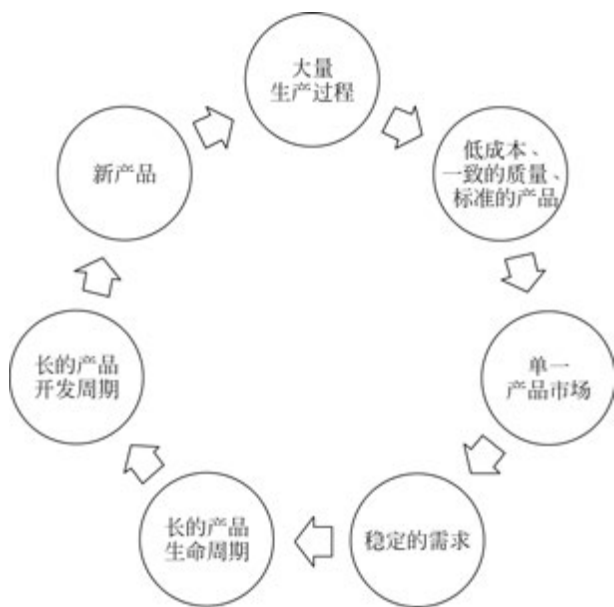 大量
生产过程
低成本、
一致的质量、
标准的产品
单一
产品市场
稳定的需求
长的产品
生命周期
长的产品
开发周期
新产品